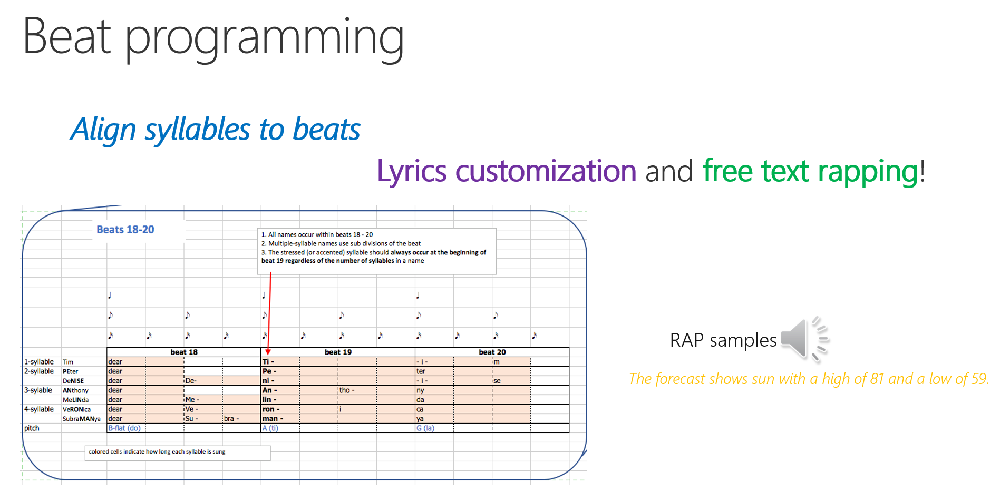 Beat programming
Align syllables to beats
Lyrics customization and free text rapping!
Beats 18-20
1. All names occur within beats 18 - 20
2. Multiple-syllable names use sub divisions of the beat
3. The stressed (or accented) syllable should always occur at the beginning of
beat 19 regardless of the number of syllables in a name
beat 18 beat 19 beat 20
1-syllable Tim dear Ti - - i - m
2-syllable PEter dear Pe - ter
DeNISE dear De- ni - - i - se
3-sylable ANthony dear An - tho - ny
MeLINda dear Me - lin - da
4-syllable VeRONica dear Ve - ron - i ca
SubraMANya dear Su - bra - man - ya
pitch B-flat (do) A (ti) G (la)
colored cells indicate how long each syllable is sung
RAP samples
The forecast shows sun with a high of 81 and a low of 59.